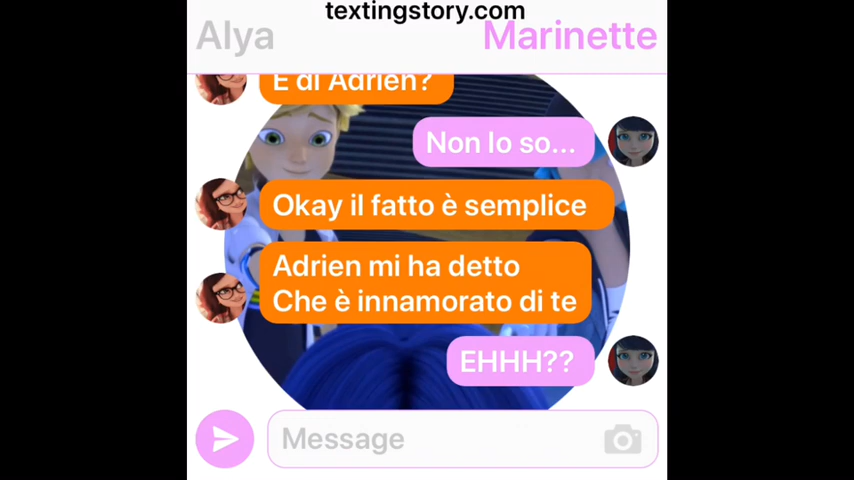 textingstory.com
Alya
Marinette
E di Adrien?
Non lo so...
Okay il fatto è semplice
Adrien mi ha detto
Che è innamorato di te
EHHH??
Message